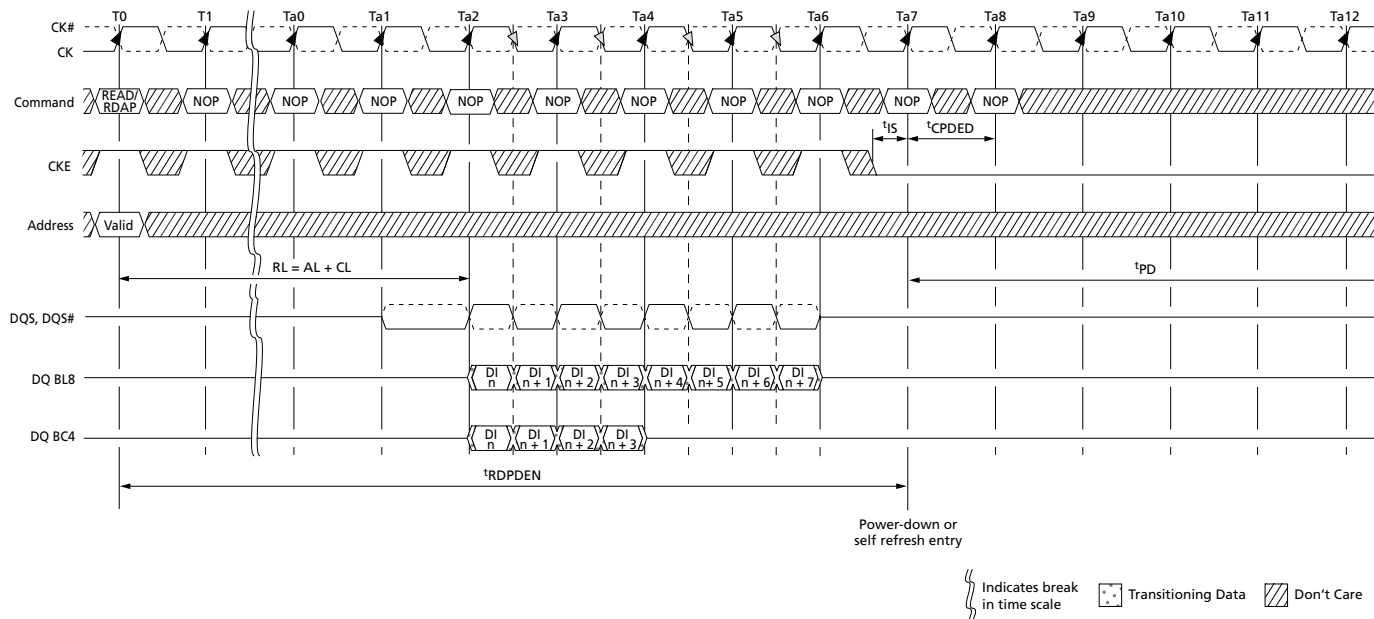 T0 T1 Ta0 Ta1 Ta2 Ta3 Ta4 Ta5 Ta6 Ta7 Ta8 Ta9 Ta10 Ta11 Ta12
CK#
CK
Command
READ/
RDAP
NOP NOP NOP NOP NOP NOP NOP NOP NOP NOP
tIS tCPDED
CKE
Address
Valid
RL = AL + CL
tPD
DQS, DQS#
DQ BL8
DI DI DI DI DI DI DI DI
n n + 1 n + 2 n + 3 n + 4 n+ 5 n + 6 n + 7
DQ BC4
DI DI DI DI
n n + 1 n + 2 n + 3
tRDPDEN
Power-down or
self refresh entry
Indicates break
in time scale
Transitioning Data
Don't Care